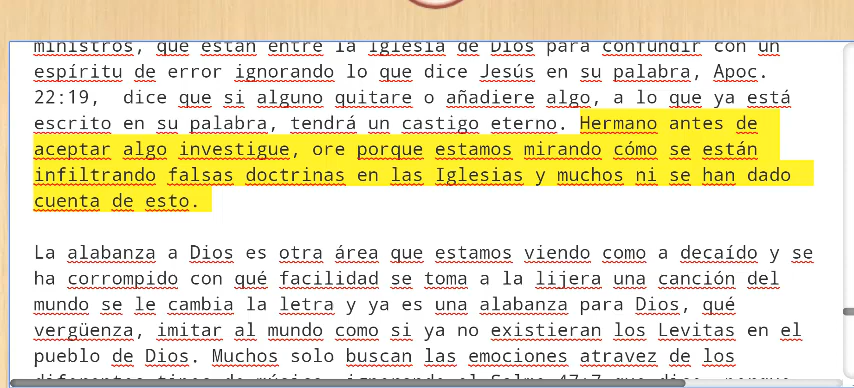 ministros, que están entre la Iglesia de Dios para confundir con un
espíritu de error ignorando lo que dice Jesús en su palabra, Apoc.
22:19,  dice que si alguno quitare o añadiere algo, a lo que ya está
escrito en su palabra, tendrá un castigo eterno. Hermano antes de
aceptar algo investigue, ore porque estamos mirando cómo se están
infiltrando falsas doctrinas en las Iglesias y muchos ni se han dado
cuenta de esto.
La alabanza a Dios es otra área que estamos viendo como a decaído y se
ha corrompido con qué facilidad se toma a la lijera una canción del
mundo se le cambia la letra y ya es una alabanza para Dios, qué
vergüenza, imitar al mundo como si ya no existieran los Levitas en el
pueblo de Dios. Muchos solo buscan las emociones atravez de los